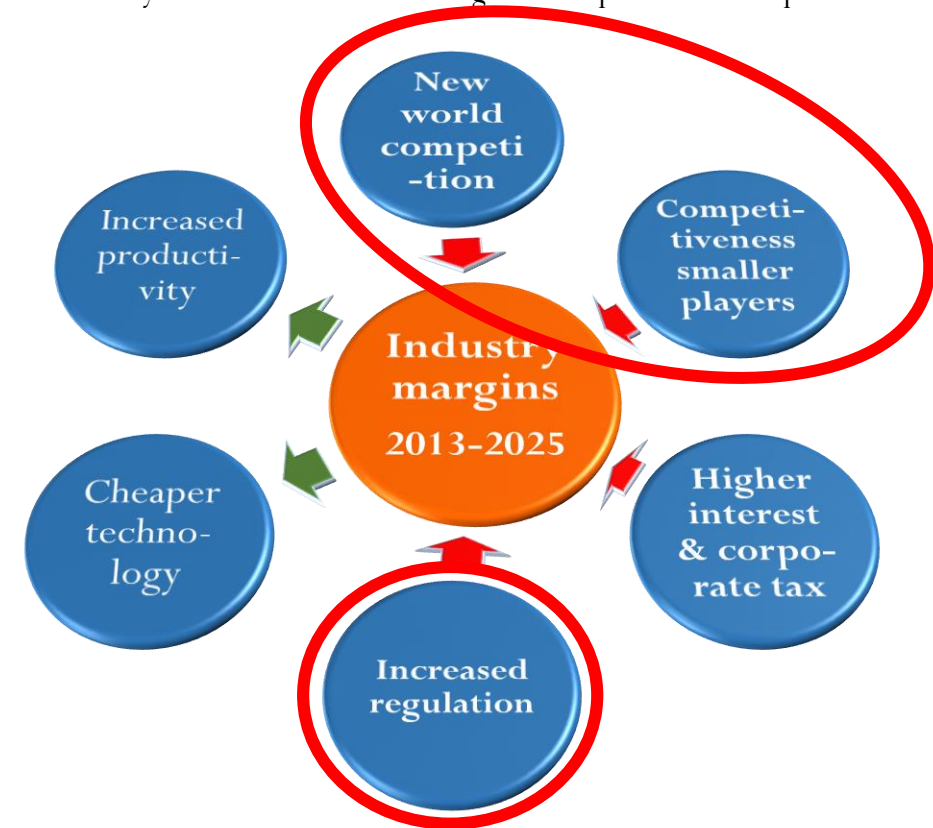 New
world
competi
-tion
Competi-
tiveness
smaller
players
Increased
producti-
vity
Industry
margins
2013-2025
Higher
interest
& corpo-
rate tax
Cheaper
techno-
logy
Increased
regulation